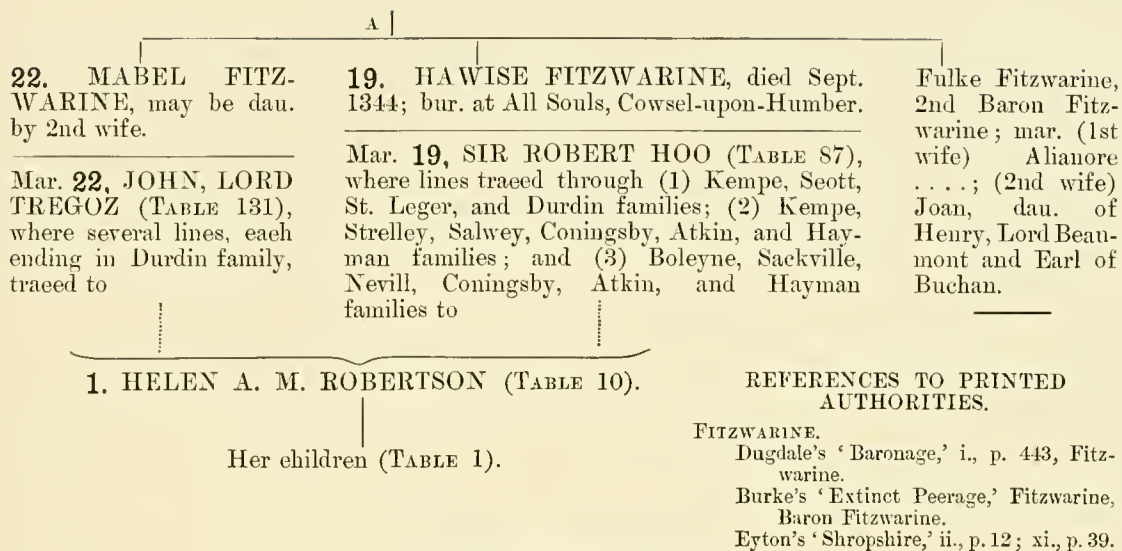 A
22. MABEL FITZ-
WARINE, may be dau.
by 2nd wife.
Mar. 22, JOHN, LORD
TREGOZ (TABLE 131),
where several lines, each
ending in Durdin family,
traced to
19. HAWISE FITZWARINE, died Sept.
1344; bur. at All Souls, Cowsel-upon-Humber.
Mar. 19, SIR ROBERT HOO (TABLE 87),
where lines traced through (1) Kempe, Scott,
St. Leger, and Durdin families; (2) Kempe,
Strelley, Salwey, Coningsby, Atkin, and Hay-
man families; and (3) Boleyne, Sackville,
Nevill, Coningsby, Atkin, and Hayman
families to
Fulke Fitzwarine,
2nd Baron Fitz-
warine; mar. (1st
wife) Alianore
. . . .; (2nd wife)
Joan, dau. of
Henry, Lord Beau-
mont and Earl of
Buchan.
1. HELEN A. M. ROBERTSON (TABLE 10).
Her children (TABLE 1).
REFERENCES TO PRINTED
AUTHORITIES.
FITZWARINE.
Dugdale's ‘Baronage,’ i., p. 443, Fitz-
warine.
Burke's ‘Extinct Peerage,’ Fitzwarine,
Baron Fitzwarine.
Eyton's ‘Shropshire,’ ii., p. 12; xi., p. 39.